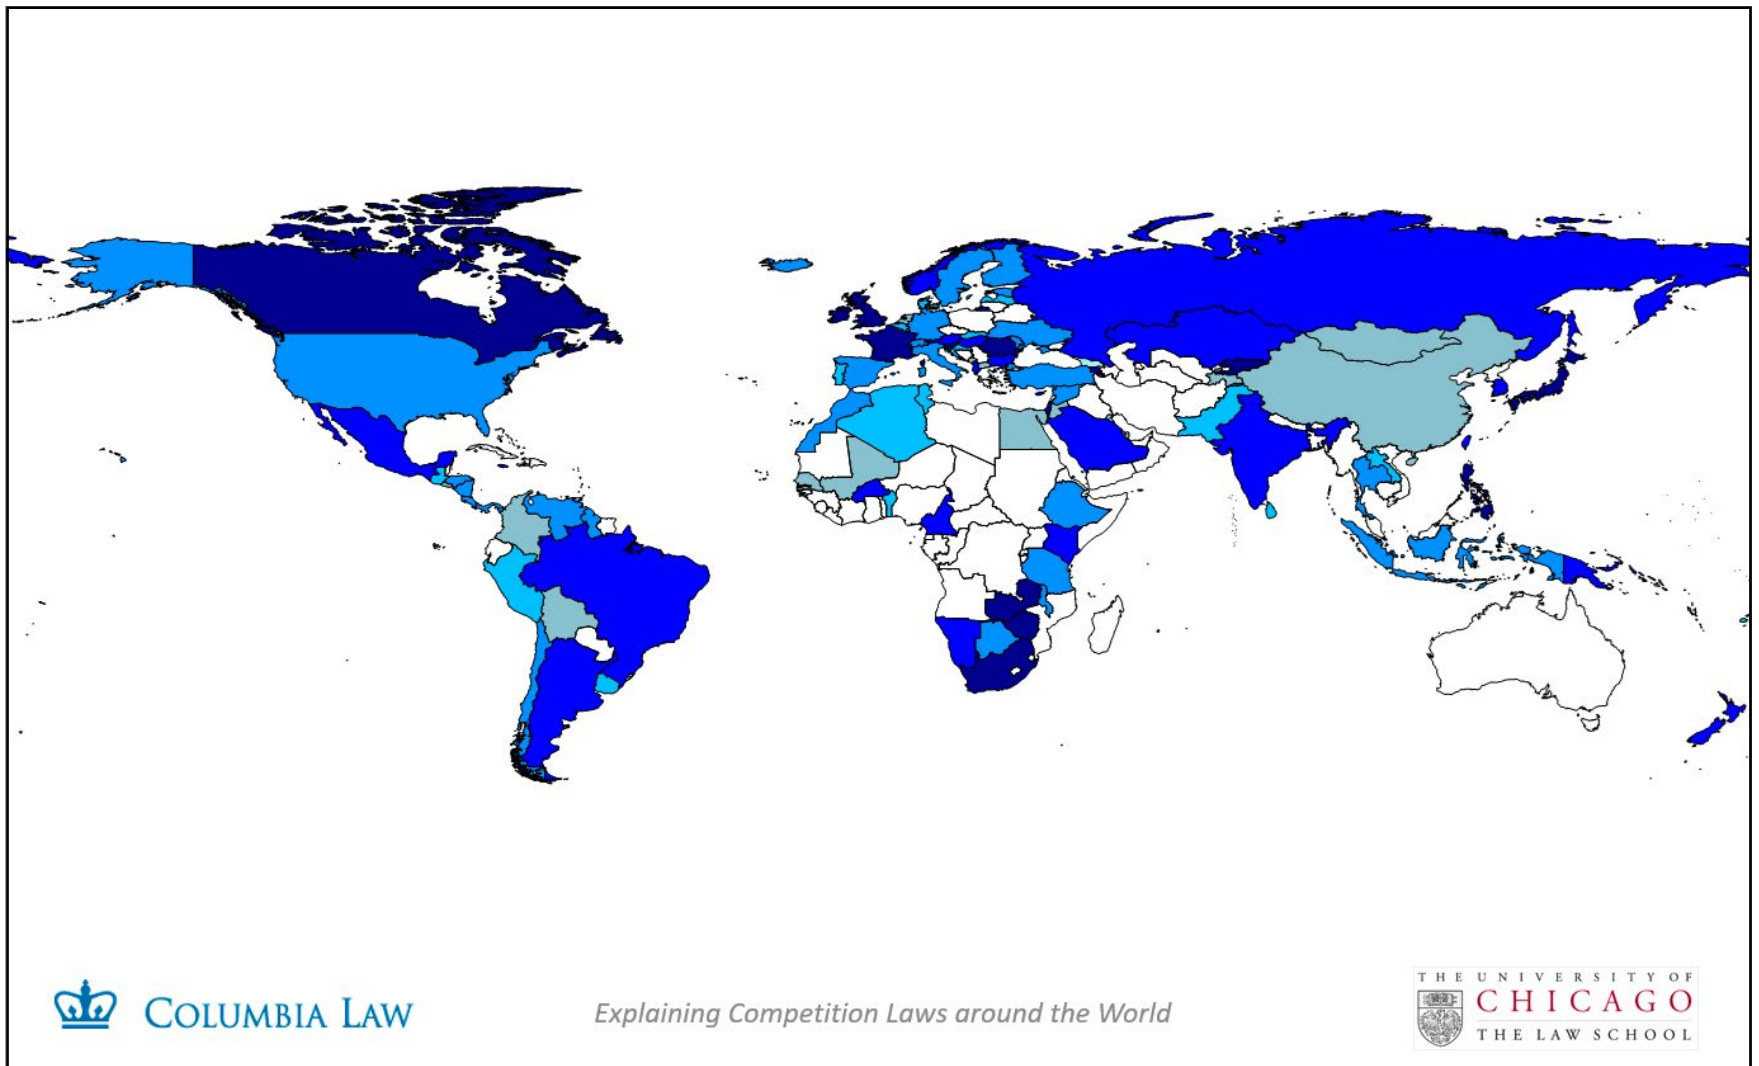 COLUMBIA LAW
Explaining Competition Laws around the World
THE UNIVERSITY OF
CHICAGO
THE LAW SCHOOL